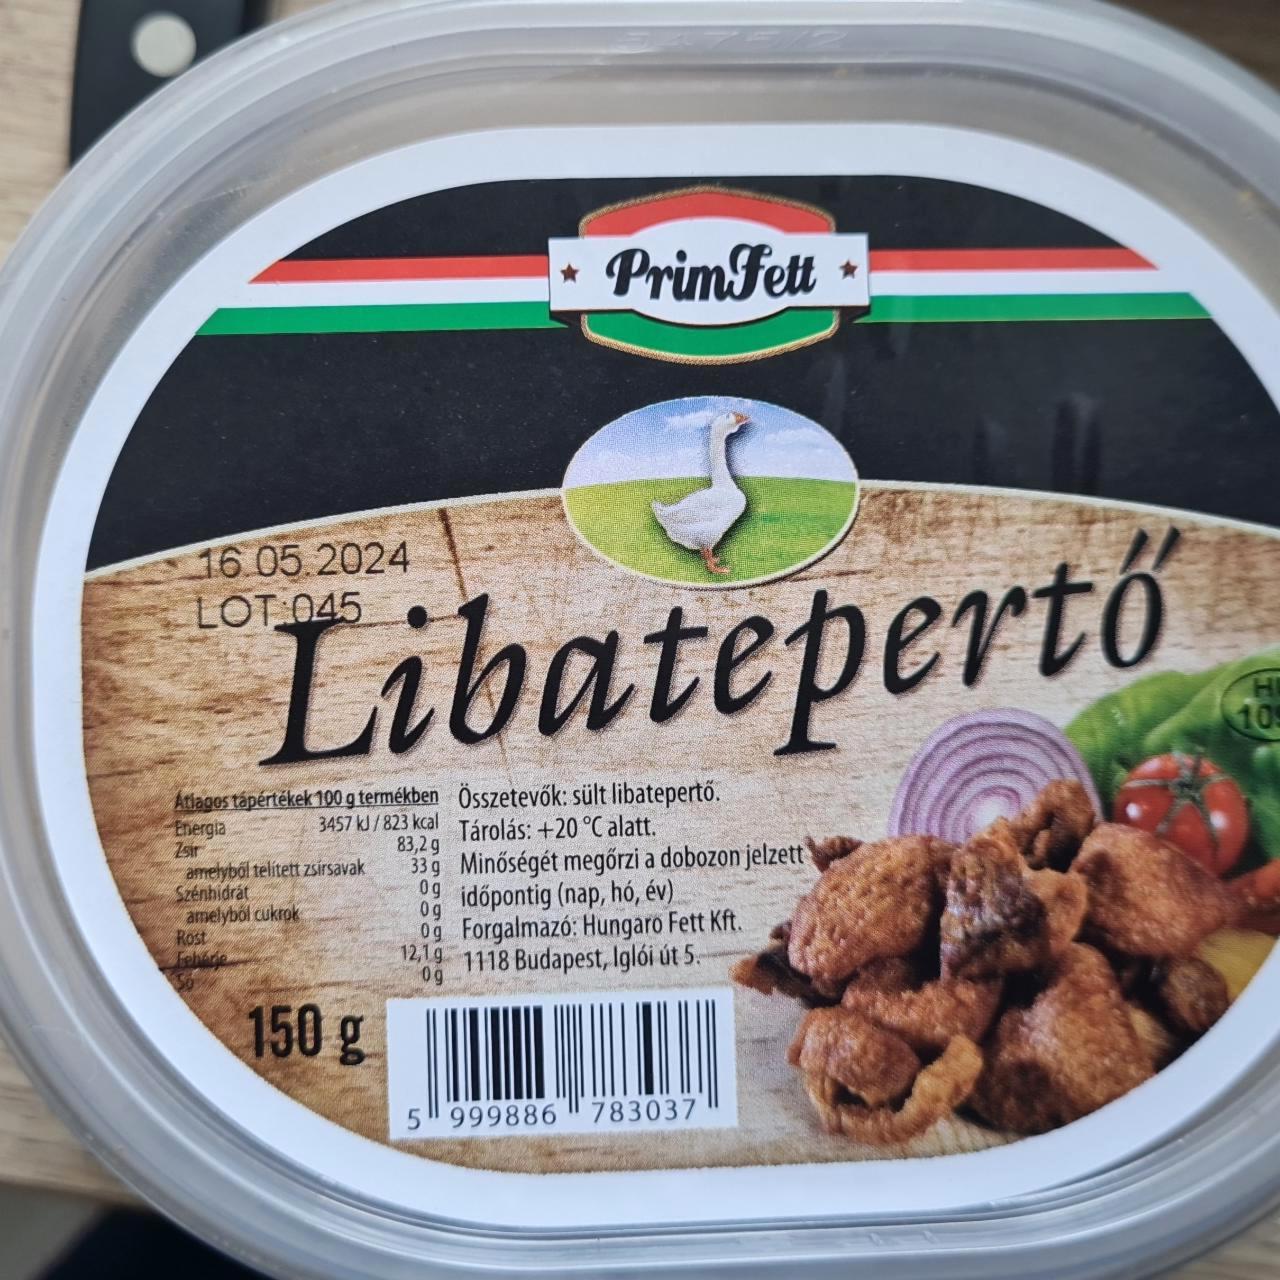 PrimFett
16.05.2024
LOT:045
Libatepertő
Átlagos tápértékek 100 g termékben
Energia 3457 kJ / 823 kcal
Zsír 83,2 g
amelyből telített zsírsavak 33 g
Szénhidrát 0 g
amelyből cukrok 0 g
Rost 0 g
Fehérje 12,1 g
Só 0 g
Összetevők: sült libatepertő.
Tárolás: +20 °C alatt.
Minőségét megőrzi a dobozon jelzett
időpontig (nap, hó, év)
Forgalmazó: Hungaro Fett Kft.
1118 Budapest, Iglói út 5.
150 g
5 999886 783037